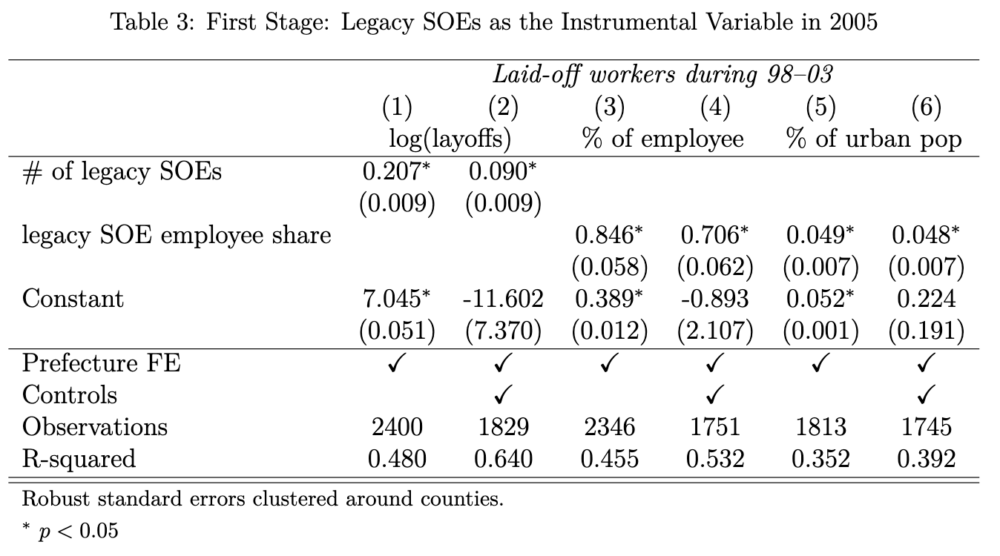 Table 3: First Stage: Legacy SOEs as the Instrumental Variable in 2005
Laid-off workers during 98–03
(1) (2) (3) (4) (5) (6)
log(layoffs) % of employee % of urban pop
# of legacy SOEs 0.207* 0.090*
(0.009) (0.009)
legacy SOE employee share 0.846* 0.706* 0.049* 0.048*
(0.058) (0.062) (0.007) (0.007)
Constant 7.045* -11.602 0.389* -0.893 0.052* 0.224
(0.051) (7.370) (0.012) (2.107) (0.001) (0.191)
Prefecture FE ✓ ✓ ✓ ✓ ✓ ✓
Controls ✓ ✓ ✓
Observations 2400 1829 2346 1751 1813 1745
R-squared 0.480 0.640 0.455 0.532 0.352 0.392
Robust standard errors clustered around counties.
* p < 0.05